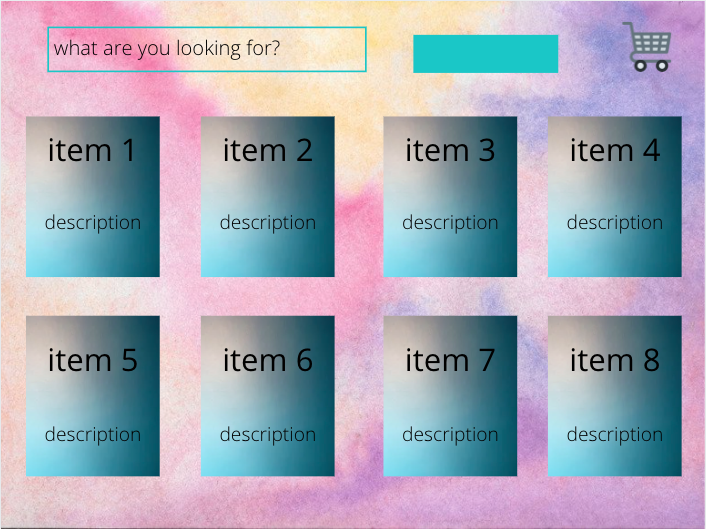 what are you looking for?
item 1
item 2
item 3
item 4
description
description
description
description
item 5
item 6
item 7
item 8
description
description
description
description